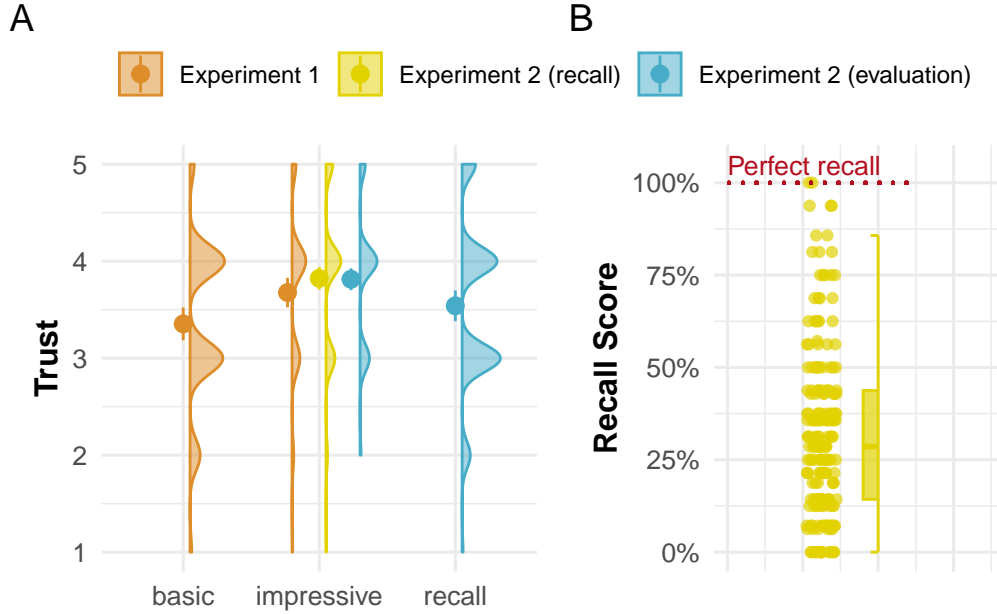 A
B
Experiment 1
Experiment 2 (recall)
Experiment 2 (evaluation)
Trust
5
4
3
2
1
basic
impressive
recall
Recall Score
Perfect recall
100%
75%
50%
25%
0%